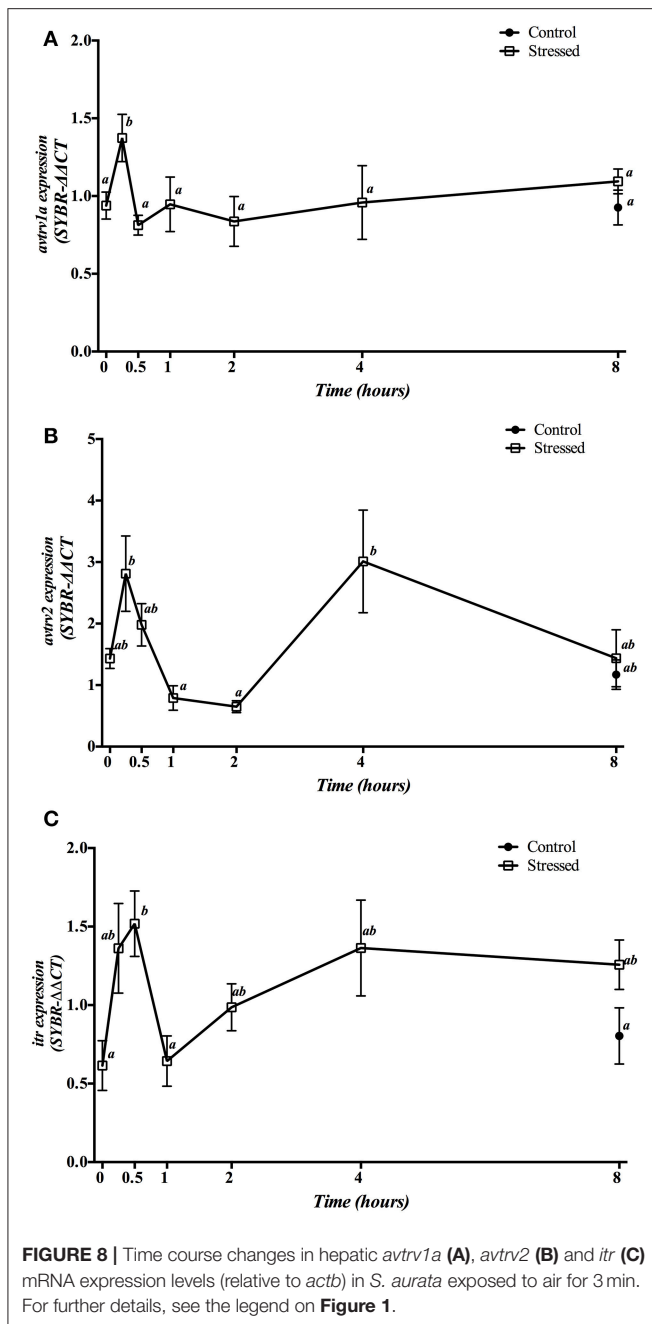 A
2.0
1.5
1.0
0.5
0.0
avtrv1a expression
(SYBR-ΔΔCT
Control
Stressed
a
b
a
a
a
a
a
a
0
0.5
1
2
4
8
Time (hours)
B
5
4
3
2
1
0
avtrv2 expression
(SYBR-ΔΔCT
Control
Stressed
ab
b
ab
a
a
b
ab
ab
0
0.5
1
2
4
8
Time (hours)
C
2.0
1.5
1.0
0.5
0.0
itr expression
(SYBR-ΔΔCT)
Control
Stressed
a
ab
b
a
ab
ab
ab
a
0
0.5
1
2
4
8
Time (hours)
FIGURE 8 | Time course changes in hepatic avtrv1a (A), avtrv2 (B) and itr (C)
mRNA expression levels (relative to actb) in S. aurata exposed to air for 3 min.
For further details, see the legend on Figure 1.